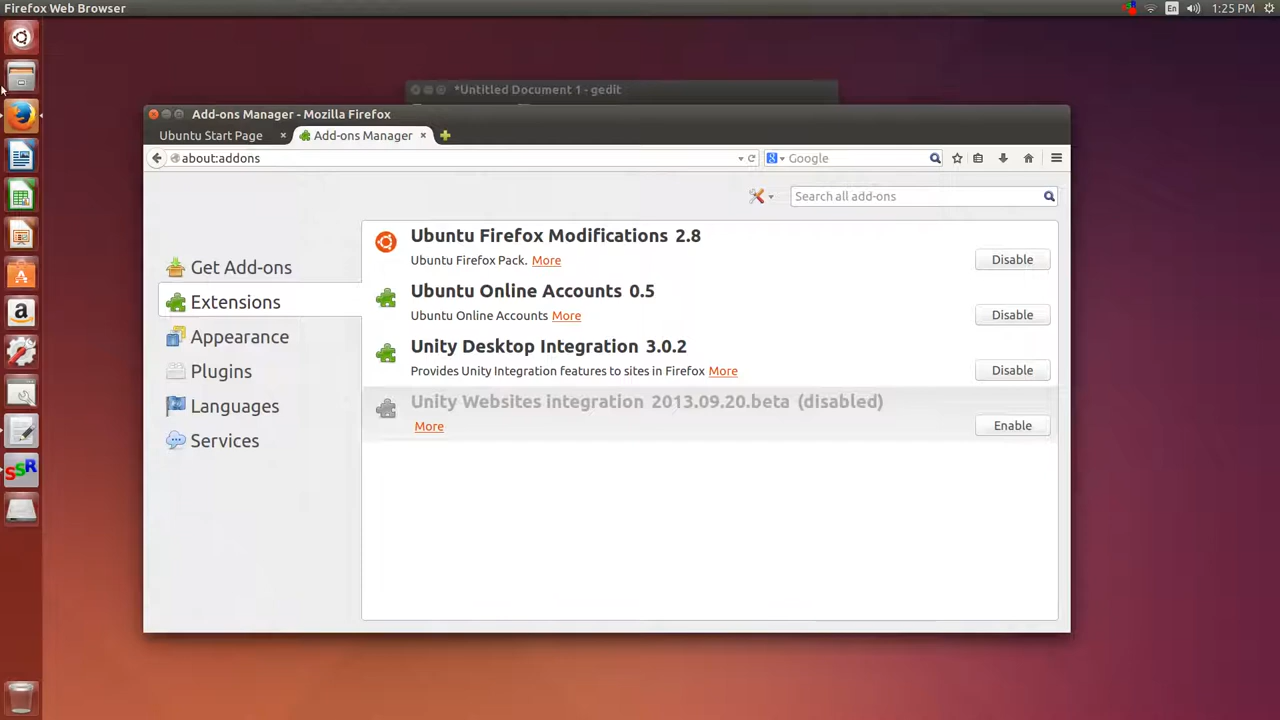 Firefox Web Browser
En
1:25 PM
*Untitled Document 1 - gedit
Add-ons Manager - Mozilla Firefox
Ubuntu Start Page
Add-ons Manager
about:addons
Google
Search all add-ons
Get Add-ons
Extensions
Appearance
Plugins
Languages
Services
Ubuntu Firefox Modifications 2.8
Ubuntu Firefox Pack. More
Disable
Ubuntu Online Accounts 0.5
Ubuntu Online Accounts More
Disable
Unity Desktop Integration 3.0.2
Provides Unity Integration features to sites in Firefox More
Disable
Unity Websites integration 2013.09.20.beta (disabled)
More
Enable
a
SSR